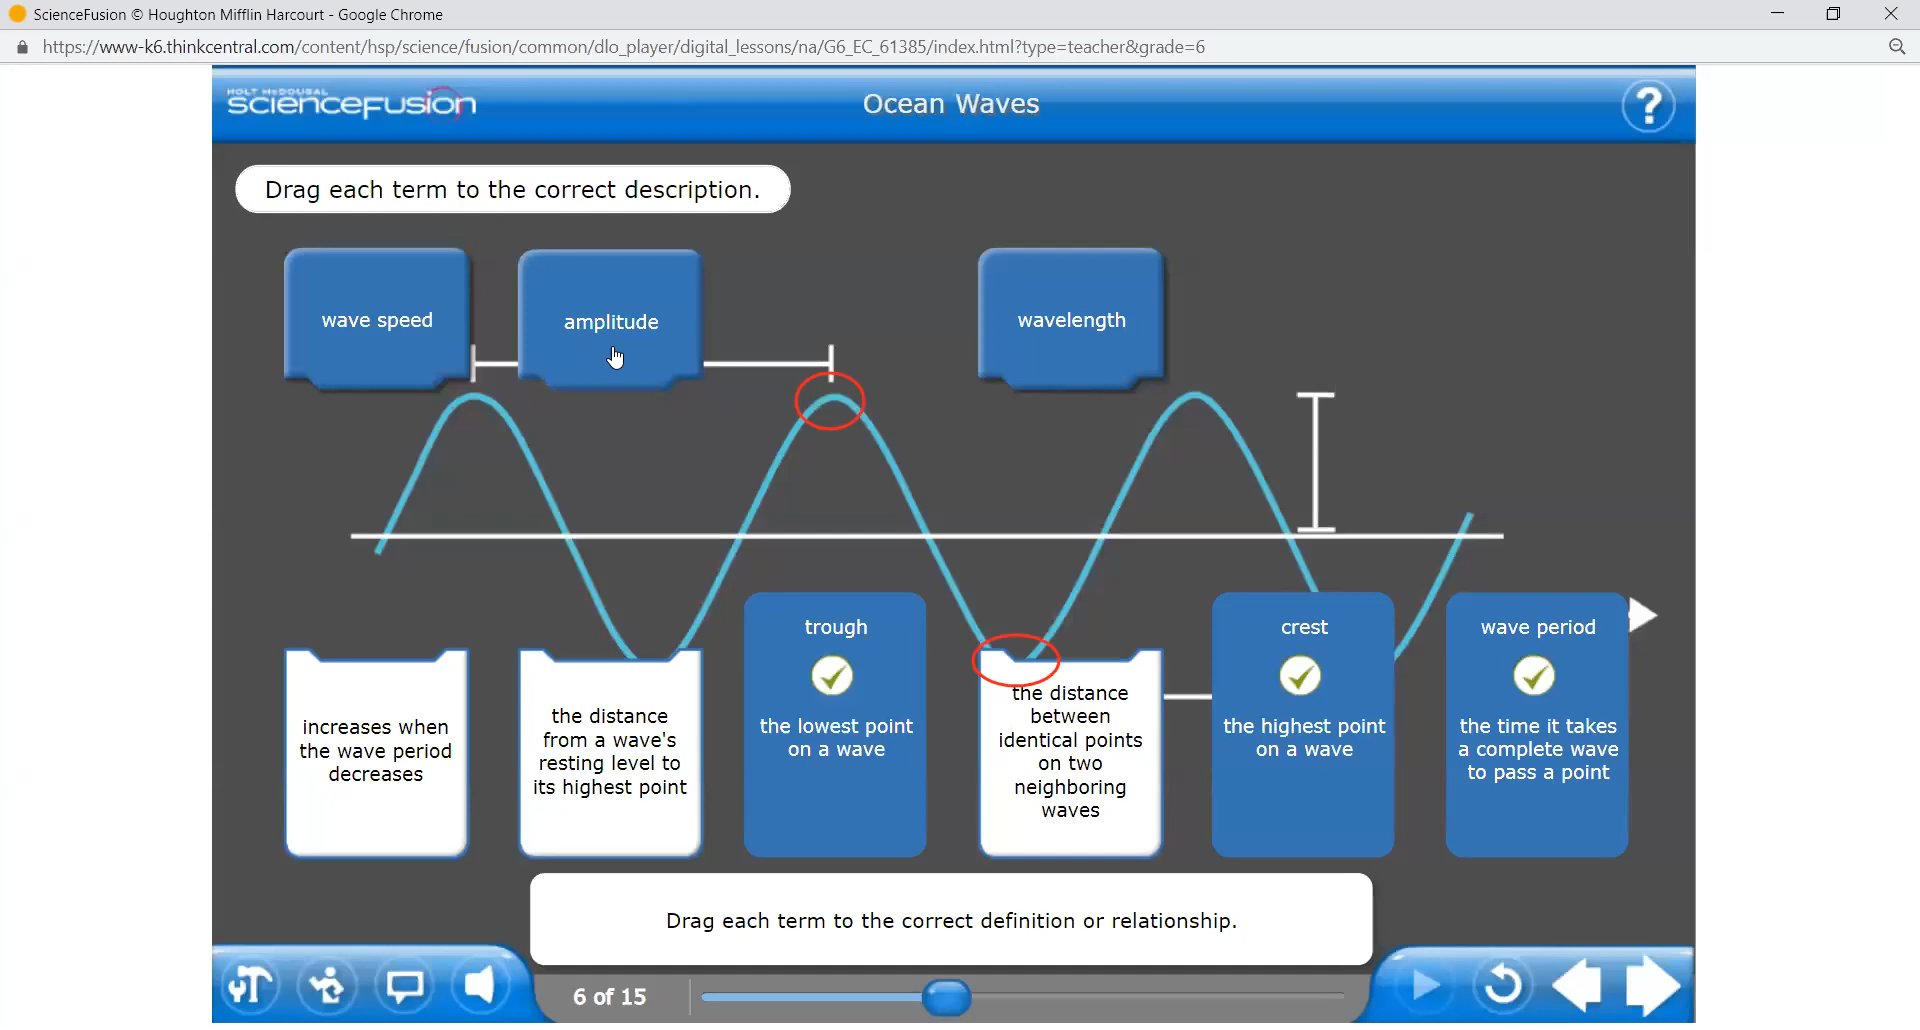 ScienceFusion © Houghton Mifflin Harcourt - Google Chrome
https://www-k6.thinkcentral.com/content/hsp/science/fusion/common/dlo_player/digital_lessons/na/G6_EC_61385/index.html?type=teacher&grade=6
HOLT McDOUGAL
scienceFusion
Ocean Waves
?
Drag each term to the correct description.
wave speed
amplitude
wavelength
increases when
the wave period
decreases
the distance
from a wave's
resting level to
its highest point
trough
the lowest point
on a wave
the distance
between
identical points
on two
neighboring
waves
crest
the highest point
on a wave
wave period
the time it takes
a complete wave
to pass a point
Drag each term to the correct definition or relationship.
6 of 15